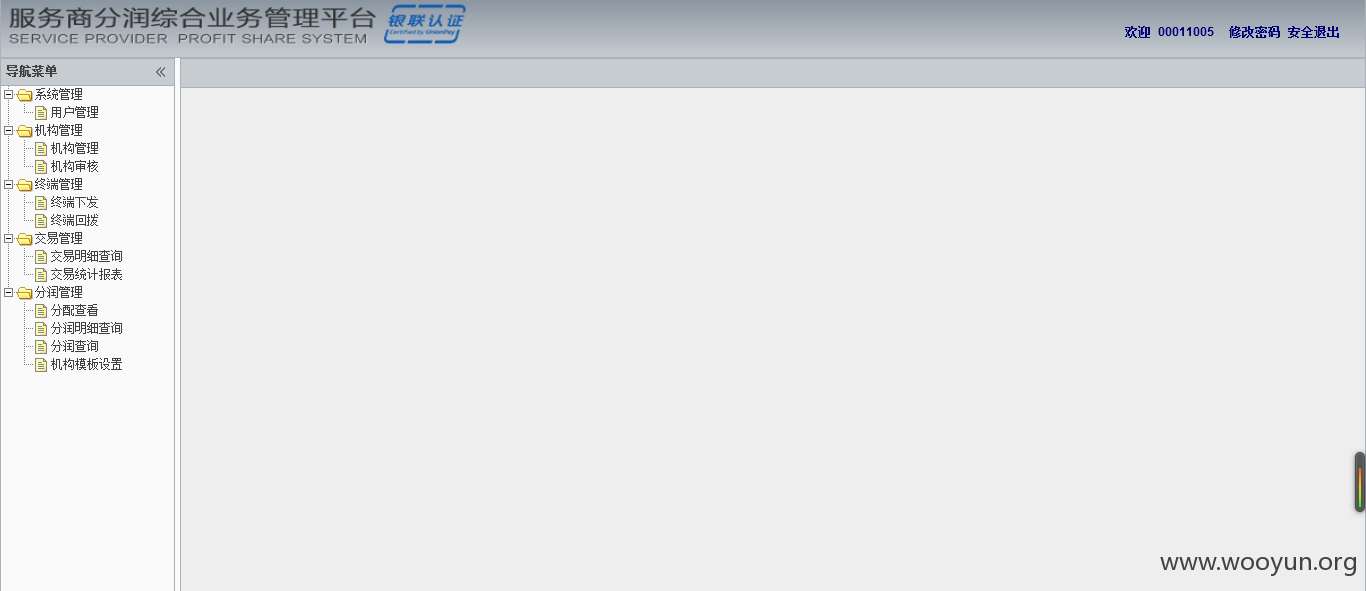 服务商分润综合业务管理平台
SERVICE PROVIDER PROFIT SHARE SYSTEM
银联认证
Certified by UnionPay
欢迎 00011005 修改密码 安全退出
导航菜单
系统管理
用户管理
机构管理
机构管理
机构审核
终端管理
终端下发
终端回拨
交易管理
交易明细查询
交易统计报表
分润管理
分配查看
分润明细查询
分润查询
机构模板设置
www.wooyun.org